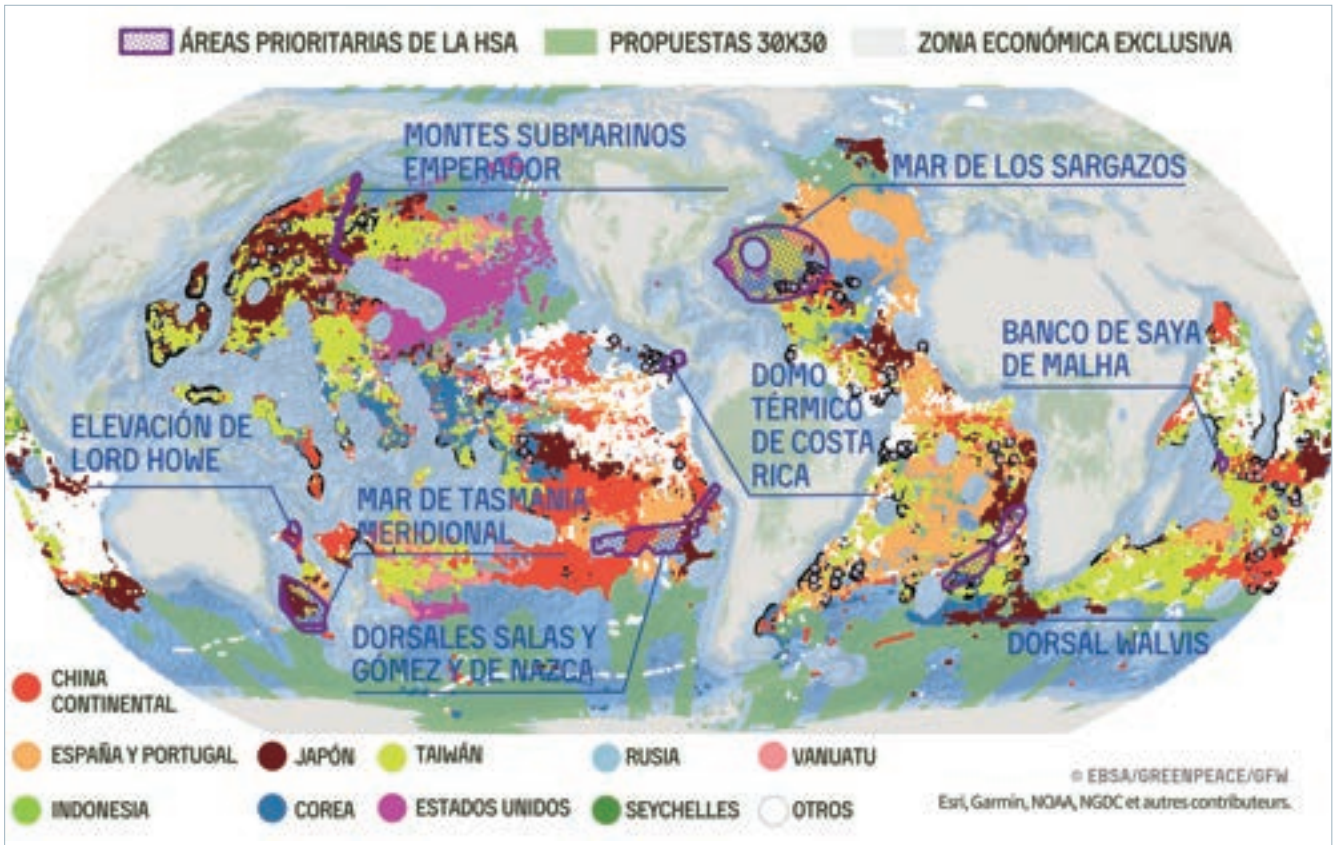 ÁREAS PRIORITARIAS DE LA HSA
PROPUESTAS 30X30
ZONA ECONÓMICA EXCLUSIVA
MONTES SUBMARINOS
EMPERADOR
MAR DE LOS SARGAZOS
BANCO DE SAYA
DE MALHA
DOMO
TÉRMICO
DE COSTA
RICA
ELEVACIÓN DE
LORD HOWE
MAR DE TASMANIA
MERIDIONAL
DORSALES SALAS Y
GÓMEZ Y DE NAZCA
DORSAL WALVIS
CHINA
CONTINENTAL
ESPAÑA Y PORTUGAL
JAPÓN
TAIWÁN
RUSIA
VANUATU
INDONESIA
COREA
ESTADOS UNIDOS
SEYCHELLES
OTROS
© EBSA/GREENPEACE/GFW
Esri, Garmin, NOAA, NGDC et autres contributeurs.